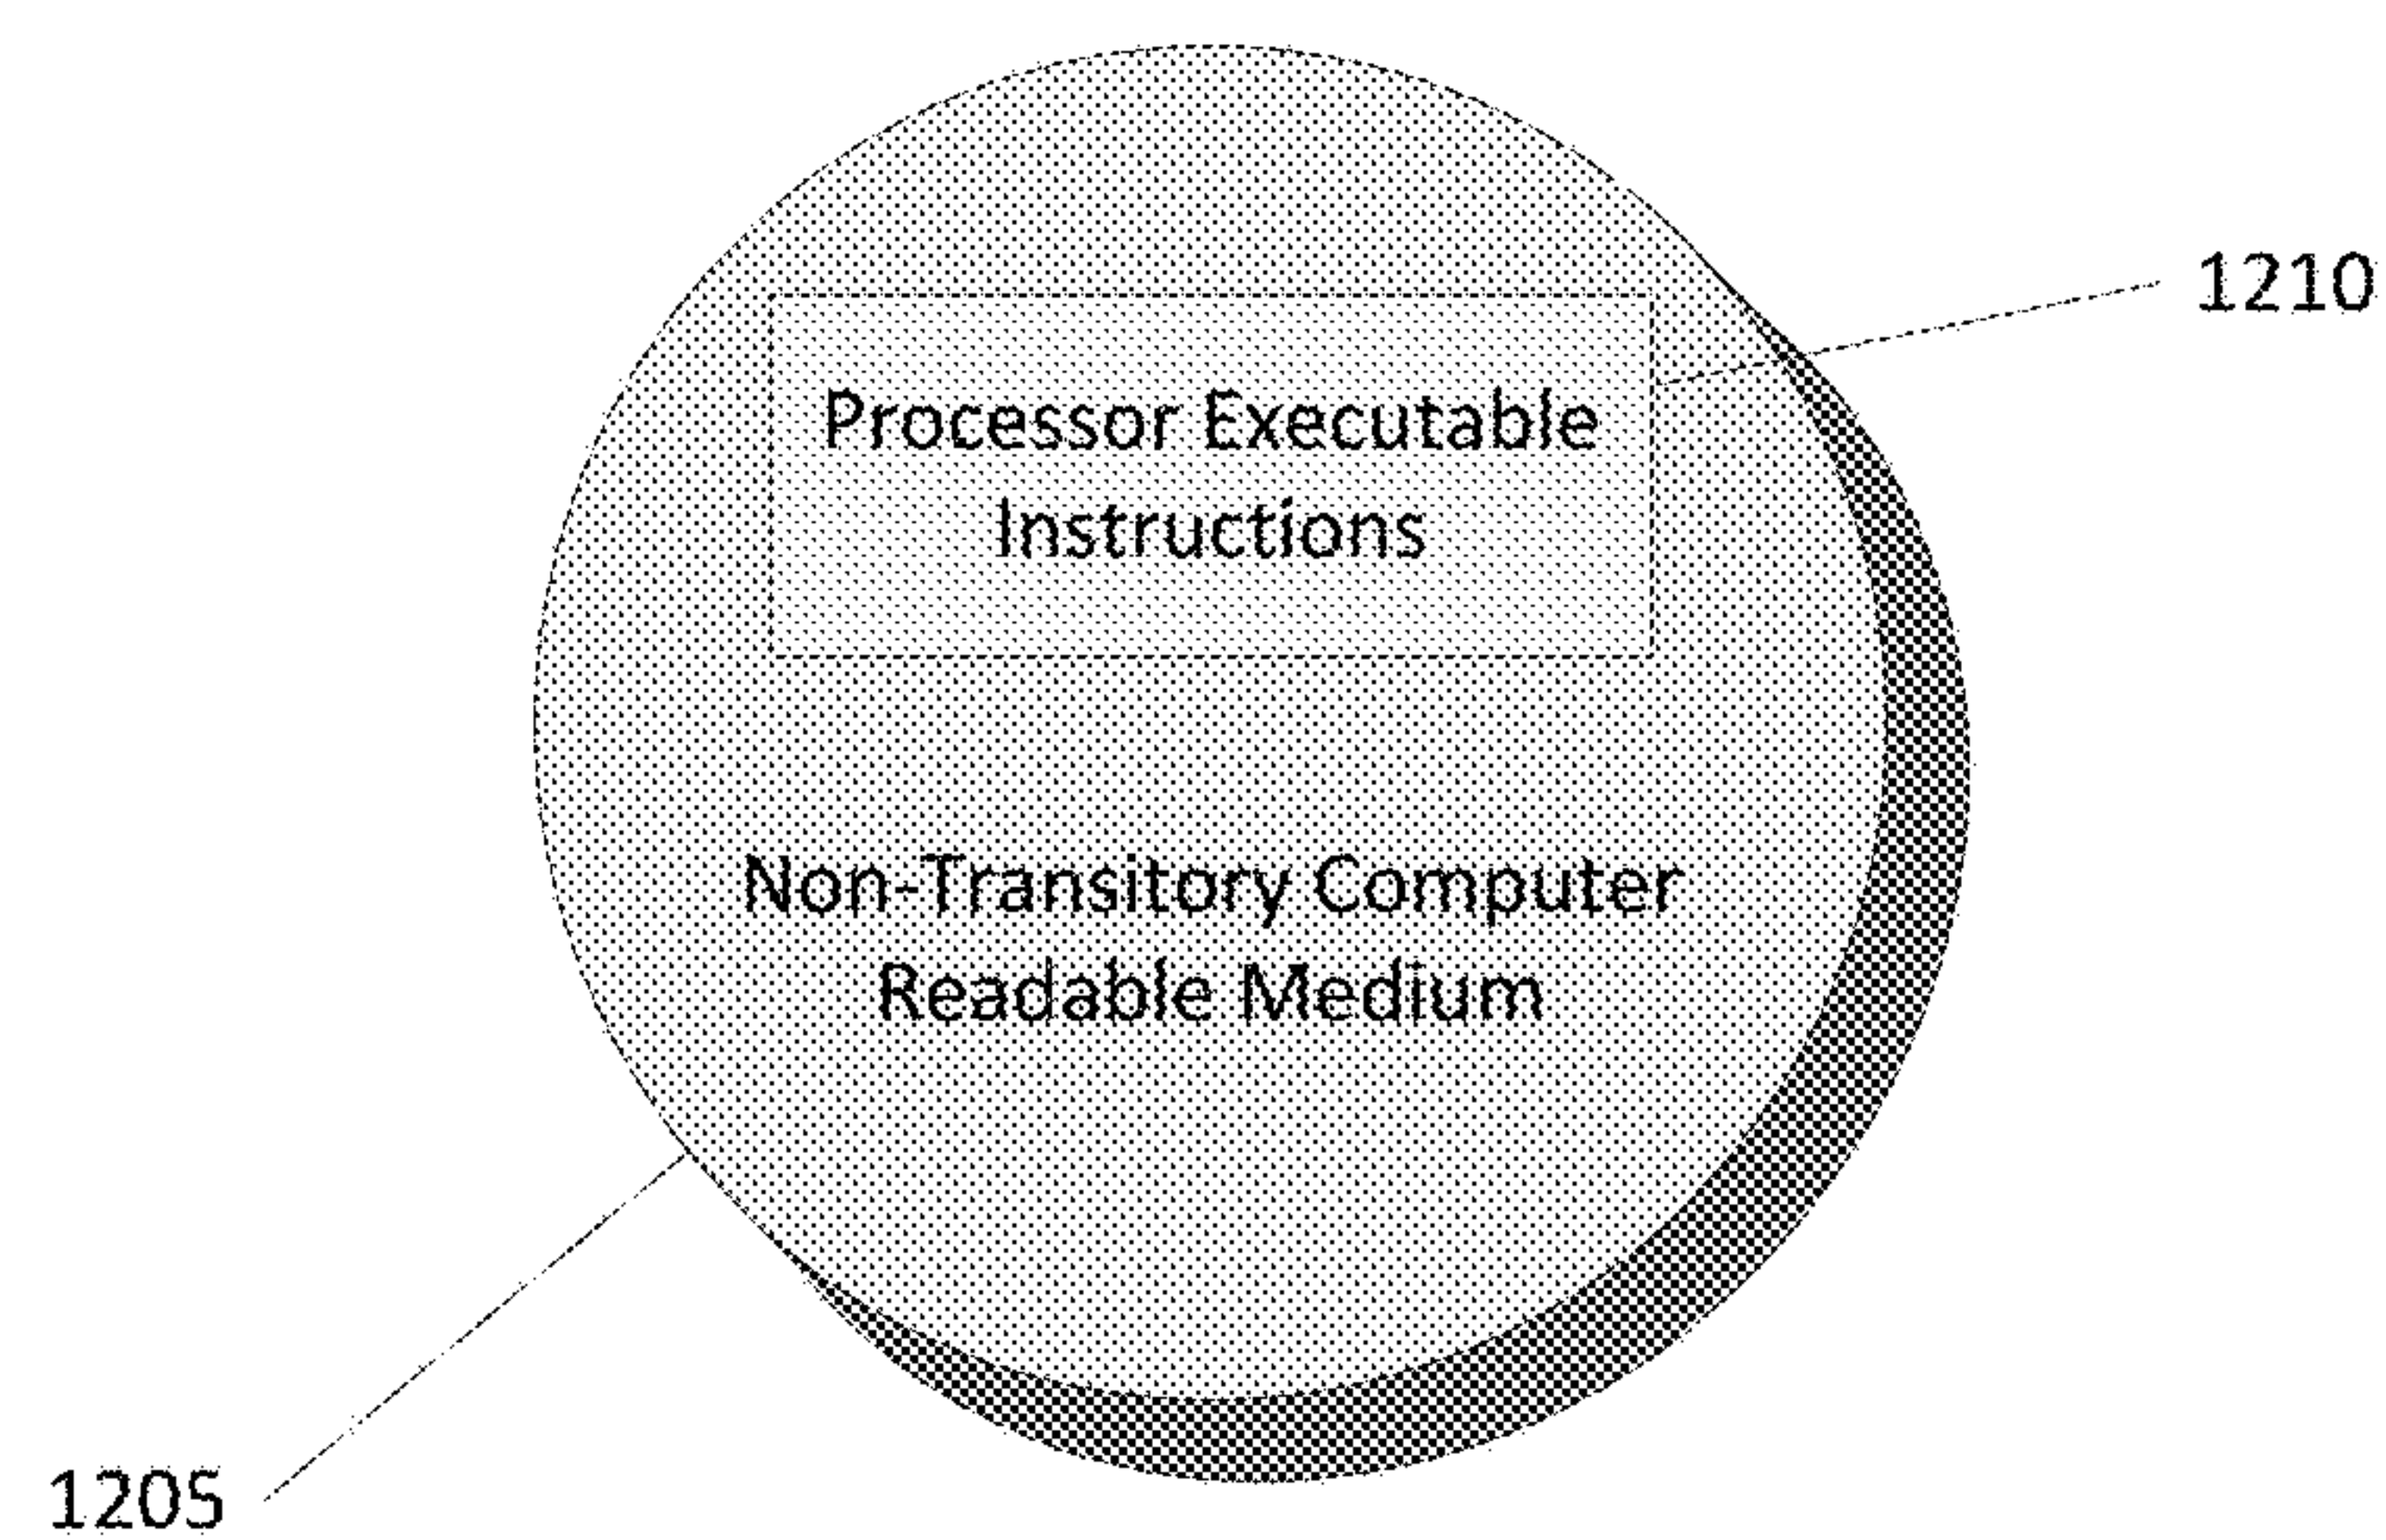 1210
Processor Executable
Instructions
Non-Transitory Computer
Readable Medium
1205